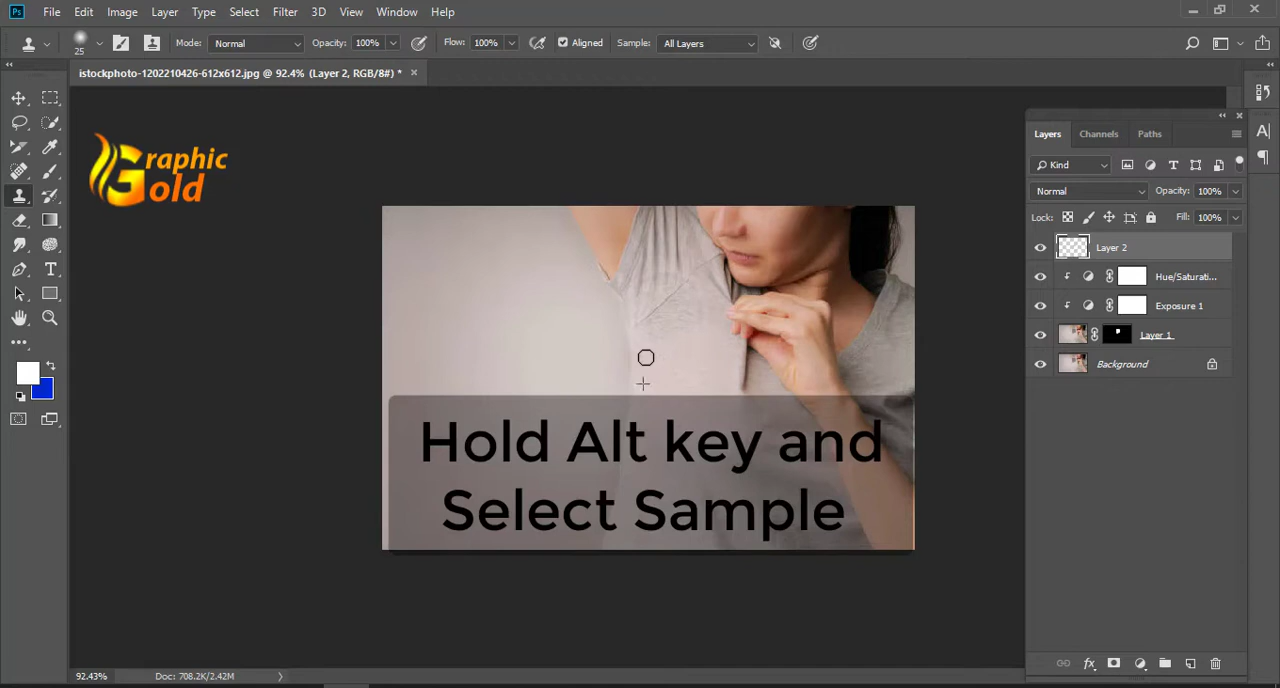 Ps File Edit Image Layer Type Select Filter 3D View Window Help
25 Mode: Normal Opacity: 100% Flow: 100% Aligned Sample: All Layers
istockphoto-1202210426-612x612.jpg @ 92.4% (Layer 2, RGB/8#) *
Graphic
Gold
Layers Channels Paths
Kind
Normal Opacity: 100%
Lock: Fill: 100%
Layer 2
Hue/Saturati...
Exposure 1
Layer 1
Background
Hold Alt key and
Select Sample
92.43% Doc: 708.2K/2.42M